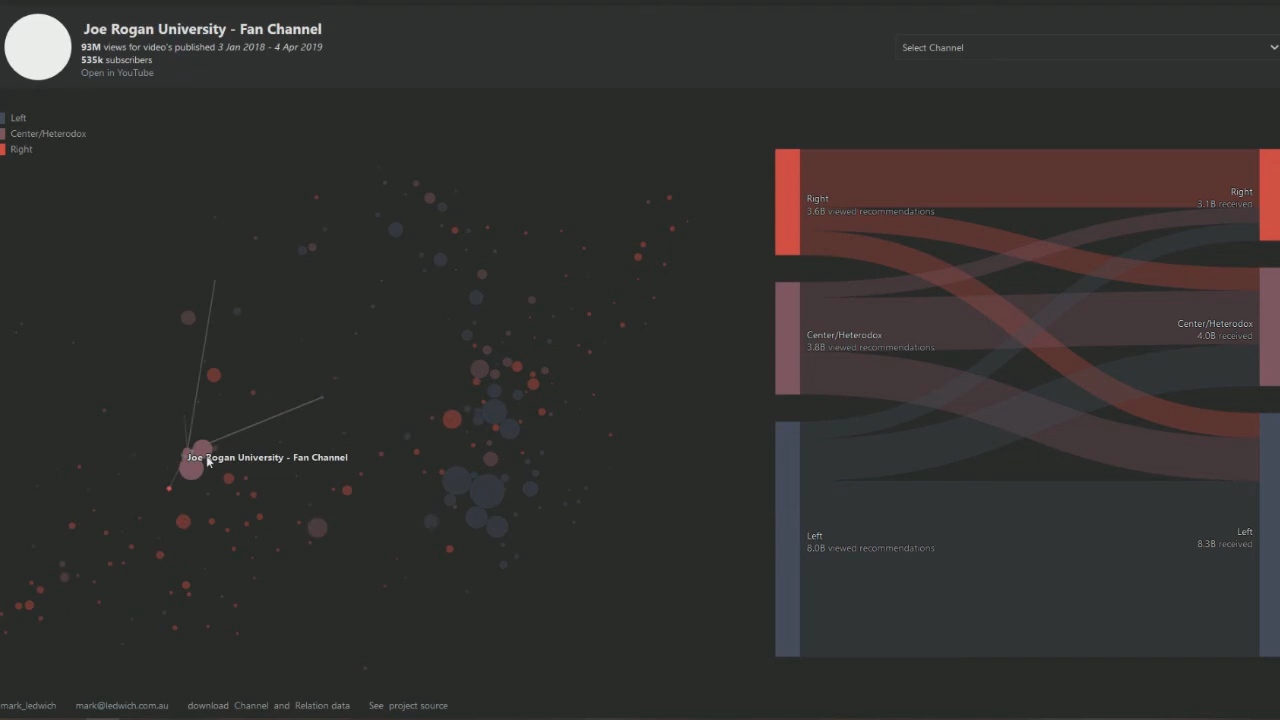 Joe Rogan University - Fan Channel
93M views for video's published 3 Jan 2018 - 4 Apr 2019
535k subscribers
Open in YouTube
Select Channel
Left
Center/Heterodox
Right
Joe Rogan University - Fan Channel
Right
3.6B viewed recommendations
Right
3.1B received
Center/Heterodox
3.8B viewed recommendations
Center/Heterodox
4.0B received
Left
8.0B viewed recommendations
Left
8.3B received
mark_ledwich mark@ledwich.com.au download Channel and Relation data See project source